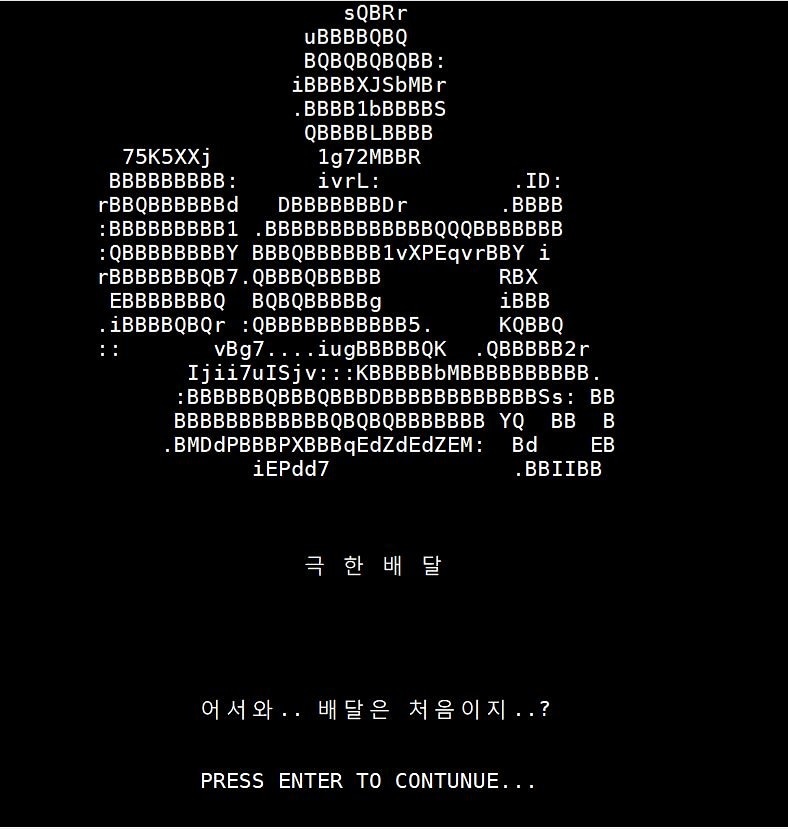 sQBRr
uBBBBQBQ
BQBQBQBQBB:
iBBBBXJSbMBr
.BBBB1bBBBBS
QBBBBLBBBB
75K5XXj 1g72MBBR
BBBBBBBBB: ivrL: .ID:
rBBQBBBBBBd DBBBBBBBBDr .BBBB
:BBBBBBBBB1 .BBBBBBBBBBBBBQQQBBBBBBB
:QBBBBBBBBY BBBQBBBBBB1vXPEqvrBBY i
rBBBBBBBQB7.QBBBQBBBBB RBX
EBBBBBBBQ BQBQBBBBBg iBBB
.iBBBBQBQr :QBBBBBBBBBBB5. KQBBQ
:: vBg7....iugBBBBBQK .QBBBBB2r
Ijii7uISjv:::KBBBBBbMBBBBBBBBBB.
:BBBBBBQBBBQBBBDBBBBBBBBBBBBSs: BB
BBBBBBBBBBBBQBQBQBBBBBBB YQ BB B
.BMDdPBBBPXBBBqEdZdEdZEM: Bd EB
iEPdd7 .BBIIBB
극 한 배 달
어서와.. 배달은 처음이지..?
PRESS ENTER TO CONTUNUE...